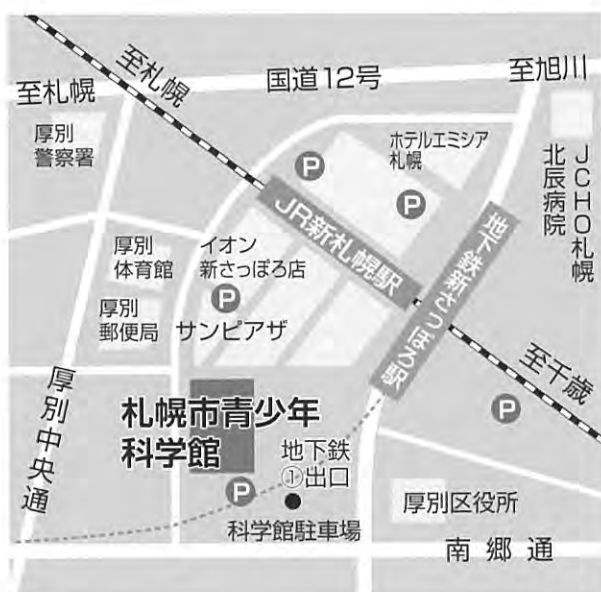 至札幌
至札幌
国道12号
至旭川
厚別
警察署
ホテルエミシア
札幌
JCHO札幌
北辰病院
P
P
JR新札幌駅
地下鉄新さっぽろ駅
厚別
体育館
イオン
新さっぽろ店
P
厚別
郵便局
サンピアザ
至千歳
P
厚別中央通
札幌市青少年
科学館
地下鉄
①出口
P
科学館駐車場
厚別区役所
南郷通